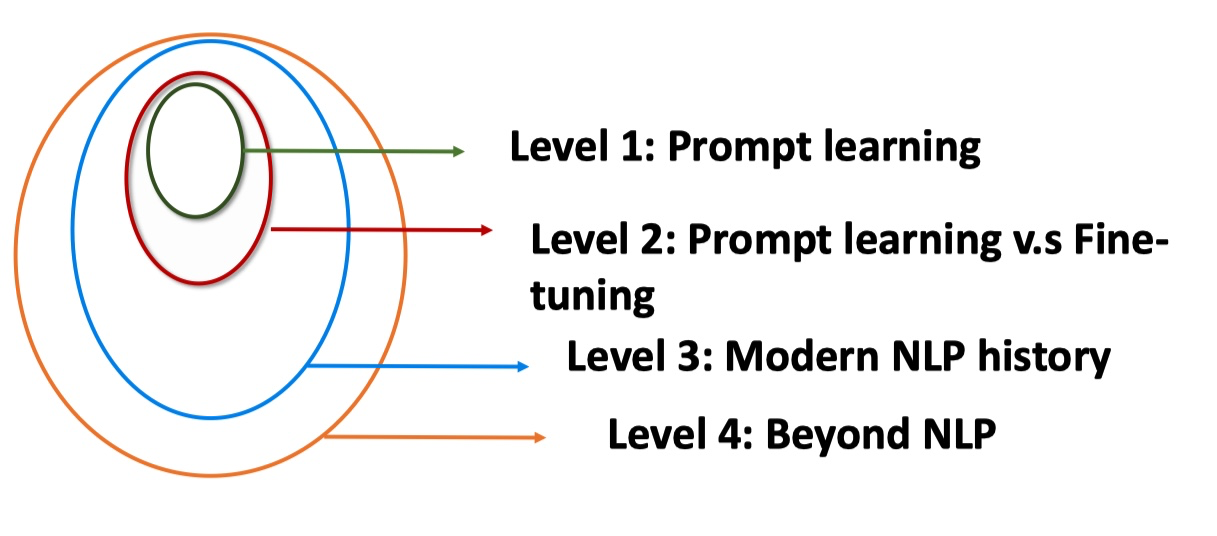 Level 1: Prompt learning
Level 2: Prompt learning v.s Fine-
tuning
Level 3: Modern NLP history
Level 4: Beyond NLP